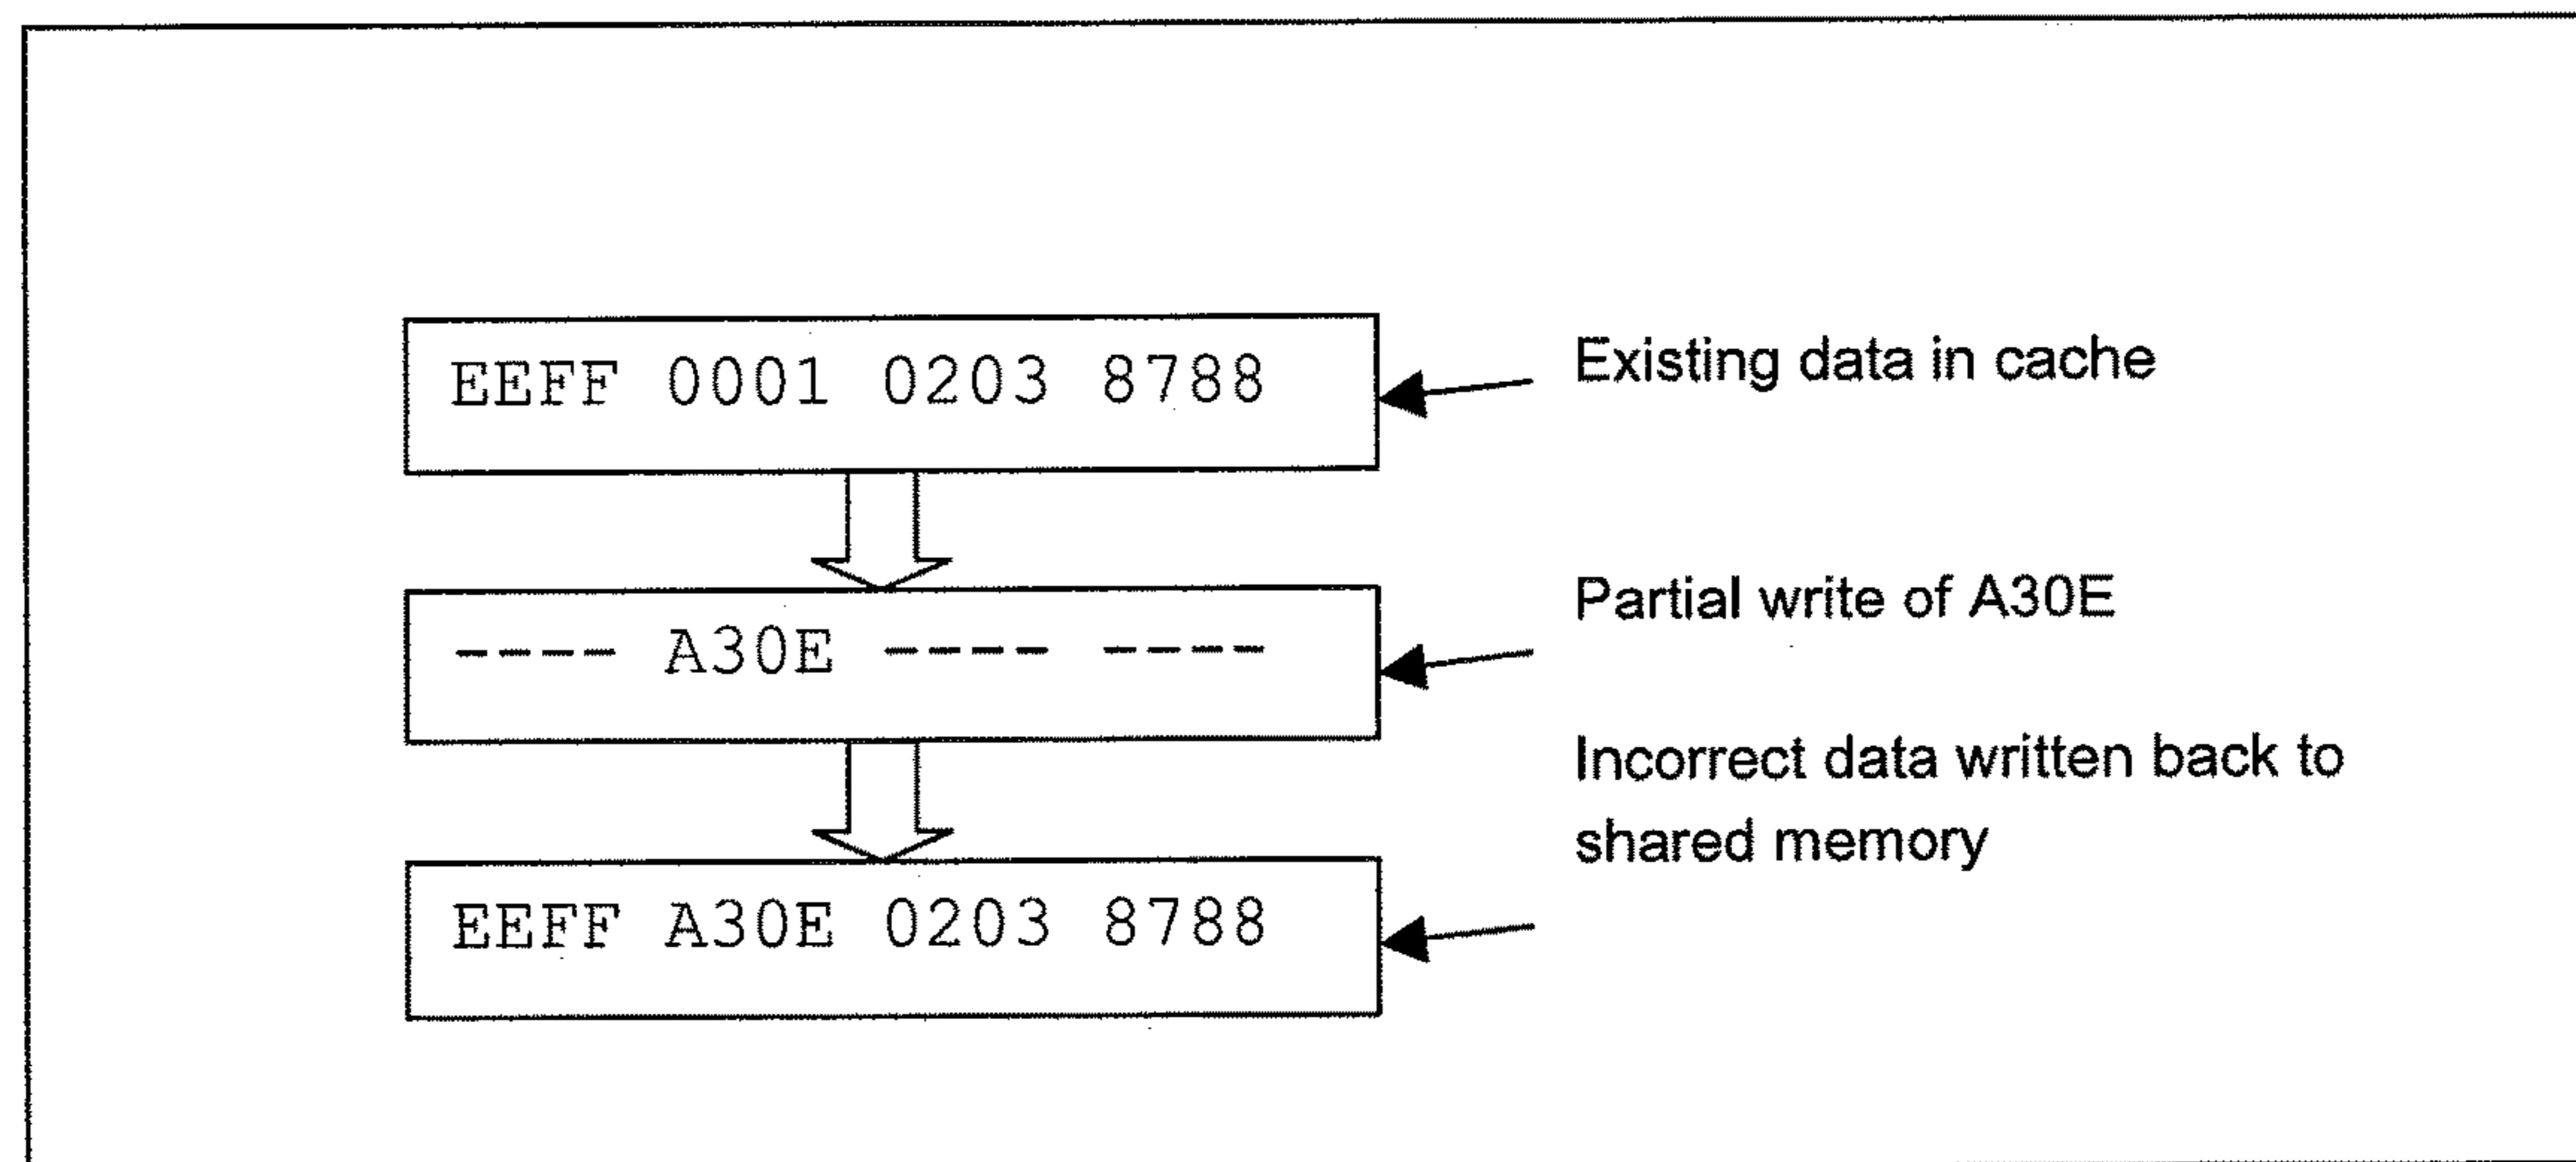 EEFF 0001 0203 8788
Existing data in cache
---- A30E ---- ----
Partial write of A30E
Incorrect data written back to
shared memory
EEFF A30E 0203 8788